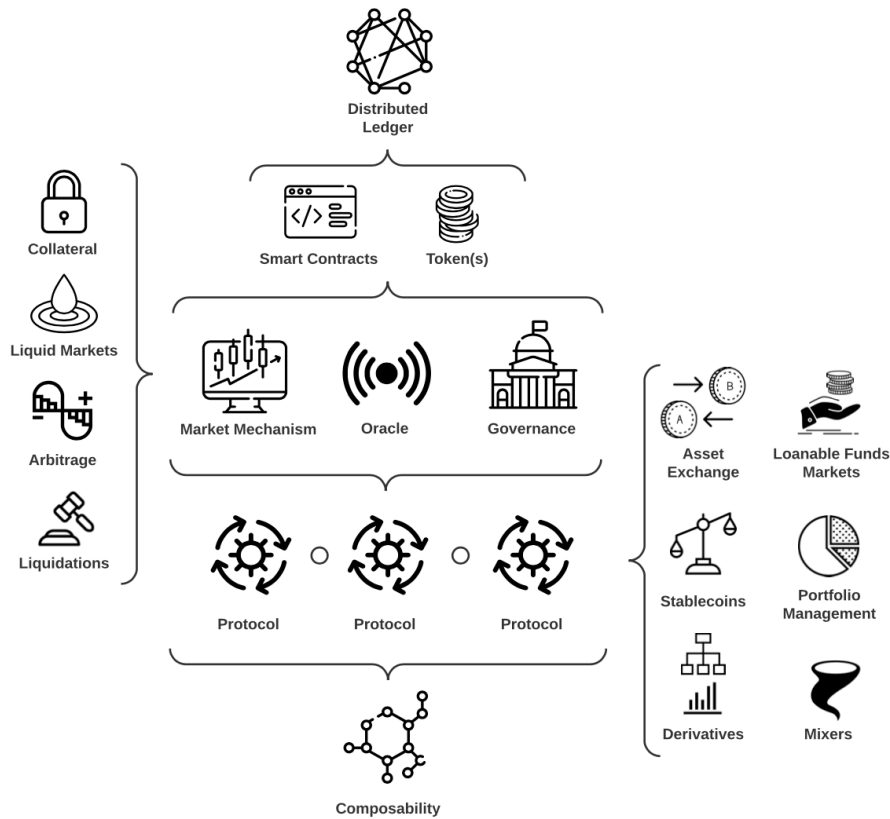 Distributed
Ledger
Collateral
Smart Contracts
Token(s)
Liquid Markets
</>
Market Mechanism
Oracle
Governance
Arbitrage
Liquidations
B
A
Asset
Exchange
Loanable Funds
Markets
Protocol
Protocol
Protocol
Stablecoins
Portfolio
Management
Derivatives
Mixers
Composability